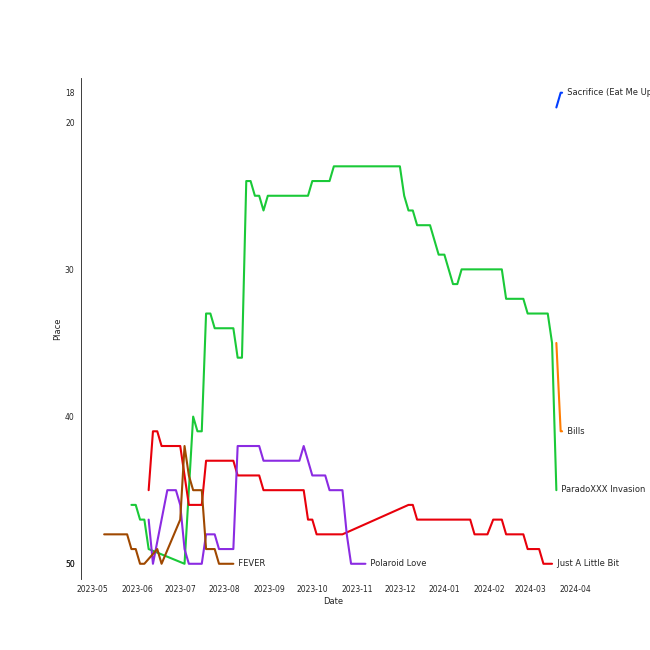 18
Sacrifice (Eat Me Up
20
30
Place
40
Bills
ParadoXXX Invasion
50
FEVER
Polaroid Love
Just A Little Bit
2023-05
2023-06
2023-07
2023-08
2023-09
2023-10
2023-11
2023-12
2024-01
2024-02
2024-03
2024-04
Date